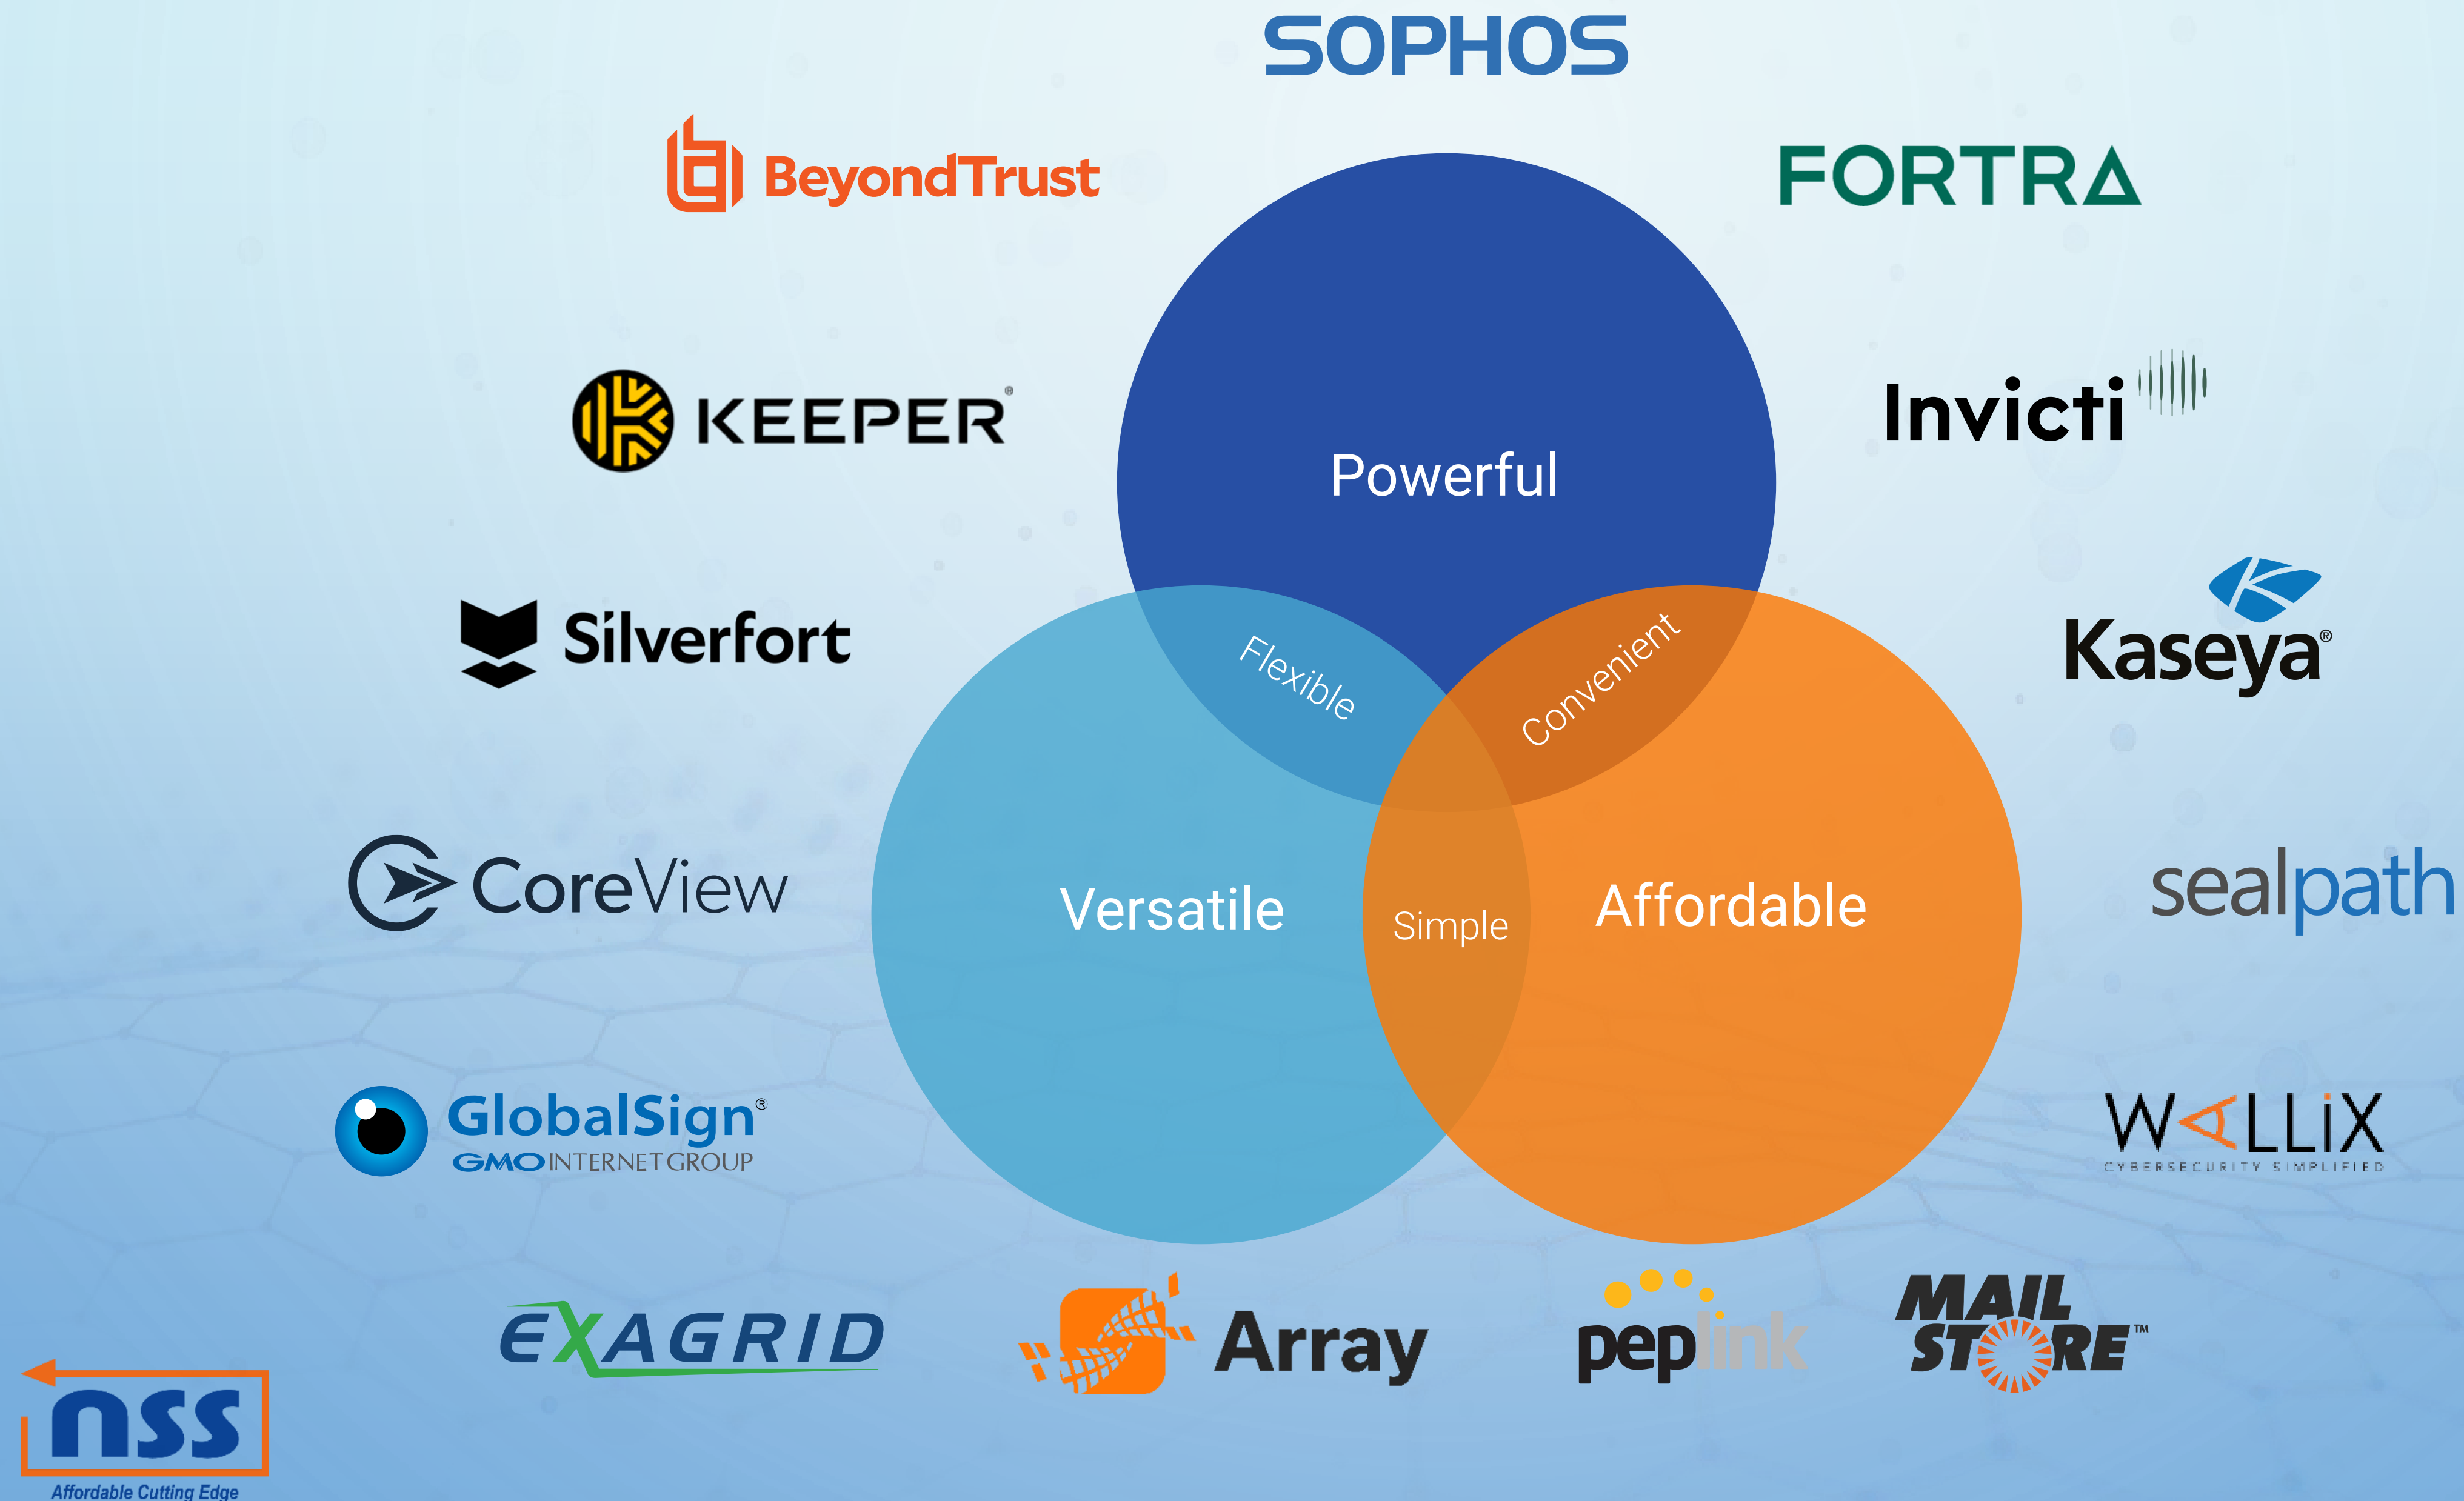 SOPHOS
BeyondTrust
FORTRA
KEEPER®
Invicti
Powerful
Silverfort
Kaseya®
Flexible
Convenient
CoreView
Versatile
Simple
Affordable
sealpath
GlobalSign®
GMO INTERNET GROUP
WALLiX
CYBERSECURITY SIMPLIFIED
EXAGRID
Array
peplink
MAIL
STORE™
nss
Affordable Cutting Edge